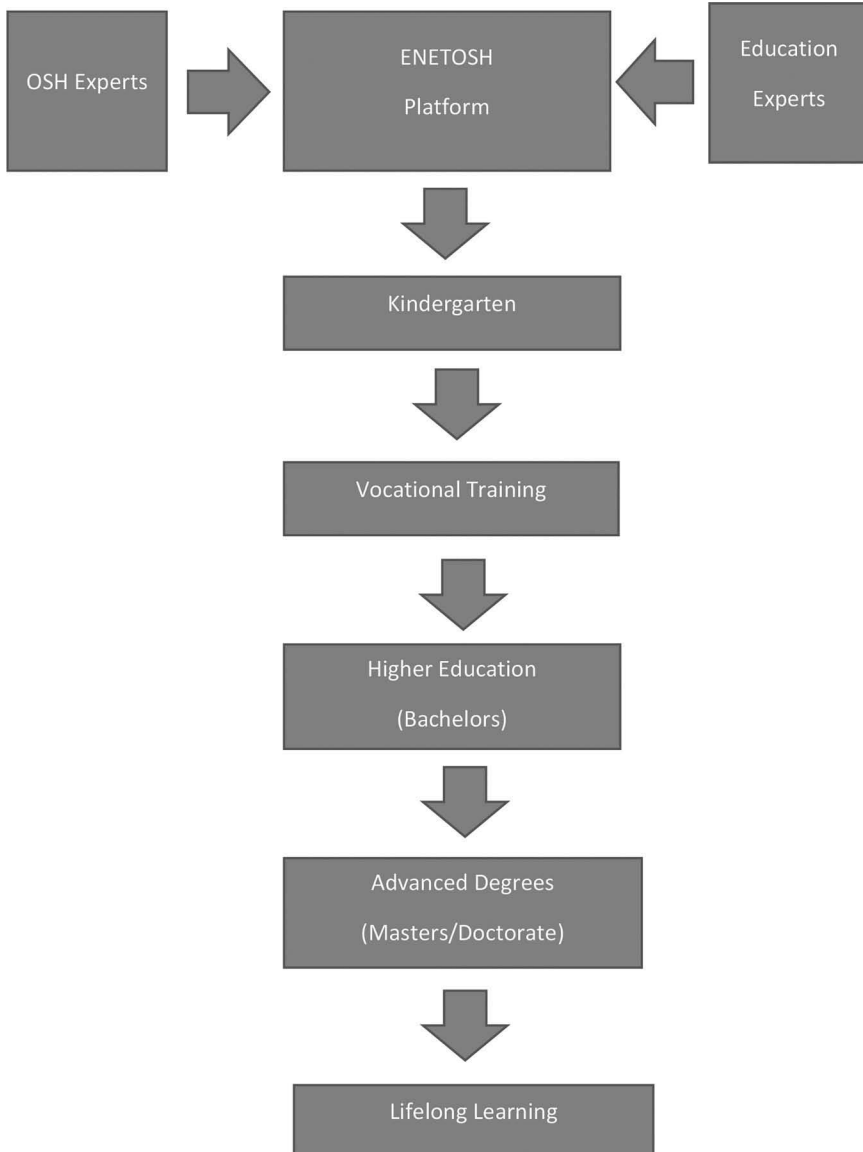 OSH Experts
ENETOSH
Platform
Education
Experts
Kindergarten
Vocational Training
Higher Education
(Bachelors)
Advanced Degrees
(Masters/Doctorate)
Lifelong Learning